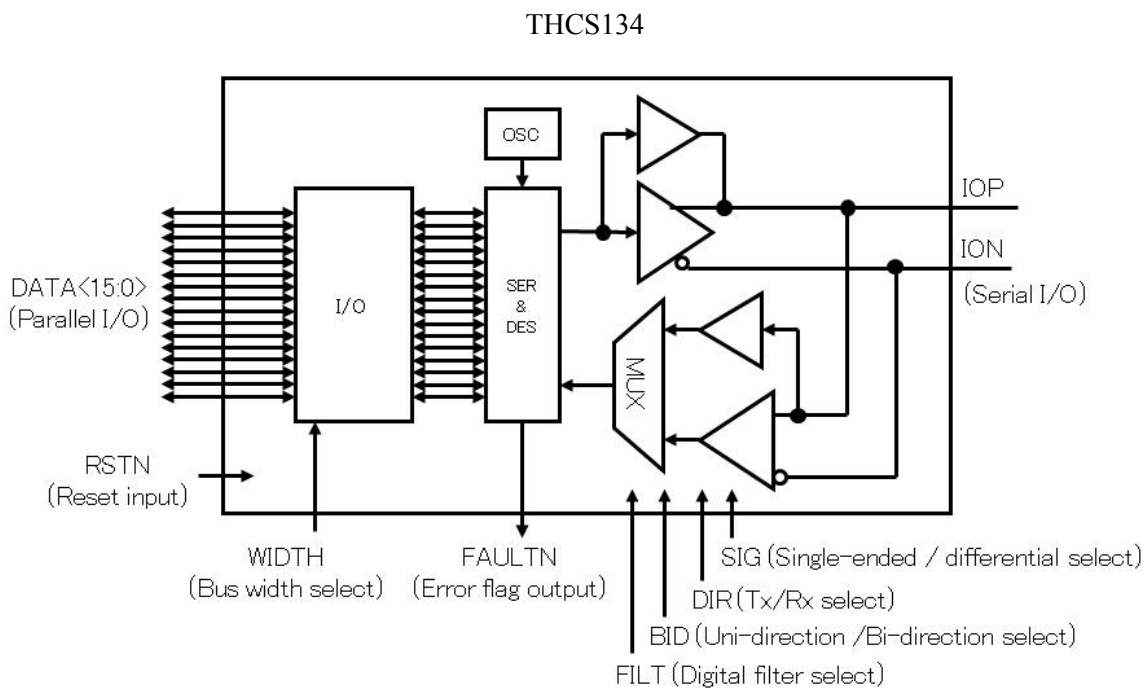 THCS134
OSC
IOP
ION
(Serial I/O)
DATA<15:0>
(Parallel I/O)
I/O
SER
&
DES
MUX
RSTN
(Reset input)
WIDTH
(Bus width select)
FAULTN
(Error flag output)
SIG (Single-ended / differential select)
DIR (Tx/Rx select)
BID (Uni-direction /Bi-direction select)
FILT (Digital filter select)